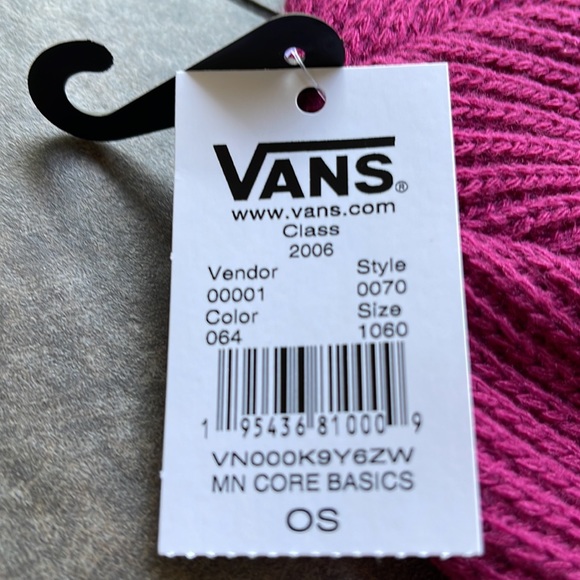 VANS®
www.vans.com
Class
2006
Vendor Style
00001 0070
Color Size
064 1060
1 95436 81000 9
VN000K9Y6ZW
MN CORE BASICS
OS